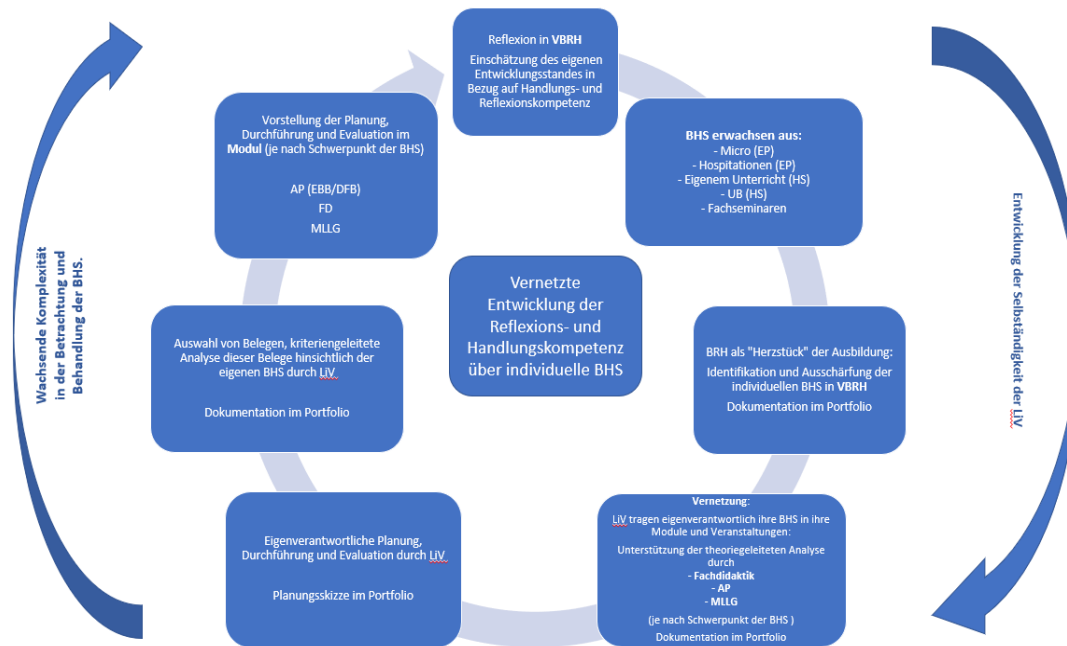 Reflexion in VBRH
Einschätzung des eigenen
Entwicklungsstandes in
Bezug auf Handlungs- und
Reflexionskompetenz
BHS erwachsen aus:
- Micro (EP)
- Hospitationen (EP)
- Eigenem Unterricht (HS)
- UB (HS)
- Fachseminaren
BRH als "Herzstück" der Ausbildung:
Identifikation und Ausschärfung der
individuellen BHS in VBRH
Dokumentation im Portfolio
Vernetzung:
LiV tragen eigenverantwortlich ihre BHS in ihre
Module und Veranstaltungen:
Unterstützung der theoriegeleiteten Analyse
durch
- Fachdidaktik
- AP
- MLLG
(je nach Schwerpunkt der BHS )
Dokumentation im Portfolio
Eigenverantwortliche Planung,
Durchführung und Evaluation durch LiV
Planungsskizze im Portfolio
Auswahl von Belegen, kriteriengeleitete
Analyse dieser Belege hinsichtlich der
eigenen BHS durch LiV
Dokumentation im Portfolio
Vorstellung der Planung,
Durchführung und Evaluation im
Modul (je nach Schwerpunkt der BHS)
AP (EBB/DFB)
FD
MLLG
Vernetzte
Entwicklung der
Reflexions- und
Handlungskompetenz
über individuelle BHS
Wachsende Komplexität
in der Betrachtung und
Behandlung der BHS.
Entwicklung der Selbständigkeit der LiV